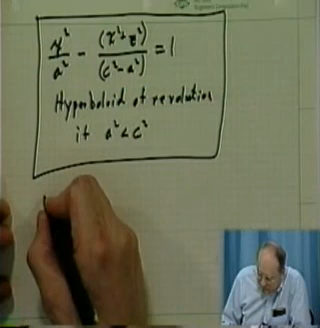 y²/a² - (x²+z²)/(c²-a²) = 1
Hyperboloid of revolution
if a² < c²